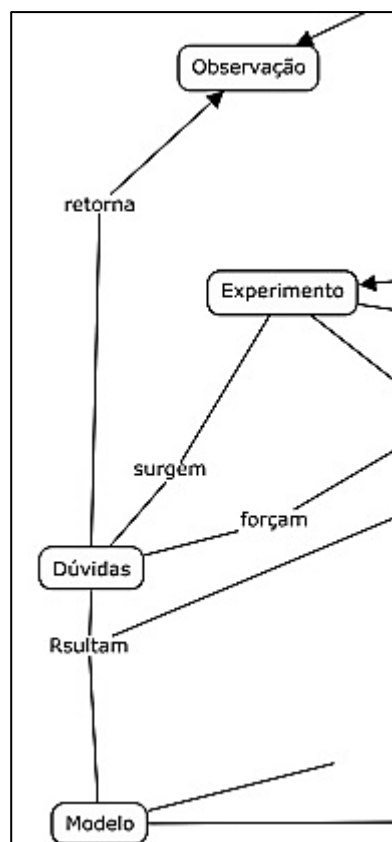 Observação
retorna
Experimento
surgem
forçam
Dúvidas
Rsultam
Modelo